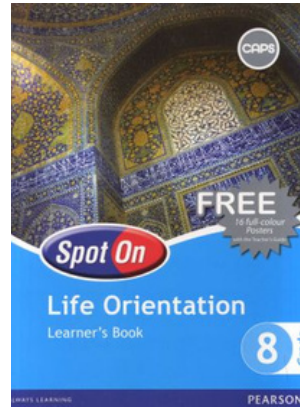 CAPS
FREE
16 full-colour
Posters
with the Teacher's Guide
Spot On
Life Orientation
Learner's Book
8
ALWAYS LEARNING
PEARSON